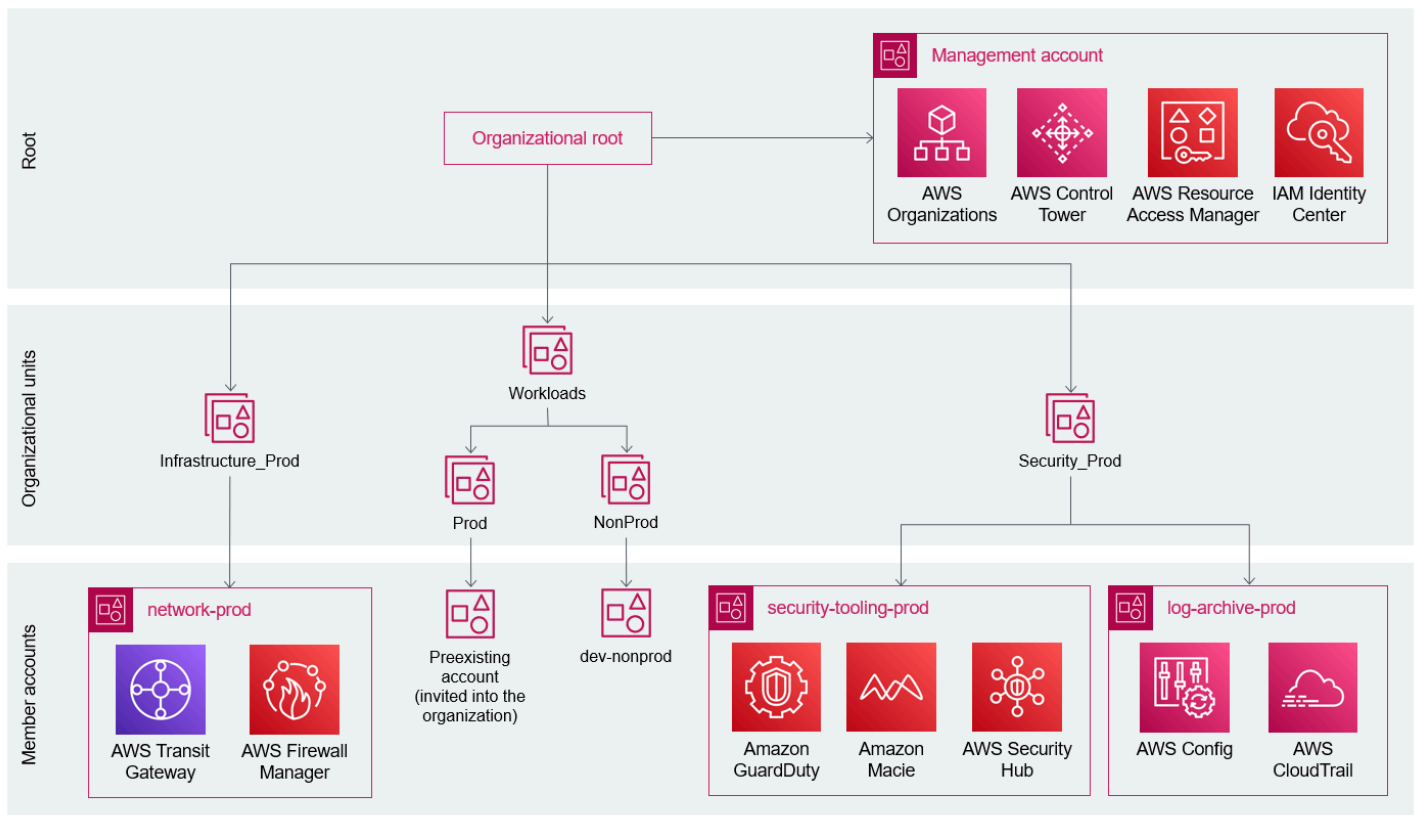 Root
Management account
Organizational root
AWS
Organizations
AWS Control
Tower
AWS Resource
Access Manager
IAM Identity
Center
Organizational units
Workloads
Infrastructure_Prod
Security_Prod
Prod
NonProd
Member accounts
network-prod
AWS Transit
Gateway
AWS Firewall
Manager
Preexisting
account
(invited into the
organization)
dev-nonprod
security-tooling-prod
Amazon
GuardDuty
Amazon
Macie
AWS Security
Hub
log-archive-prod
AWS Config
AWS
CloudTrail